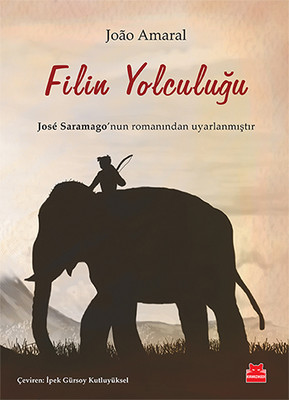 João Amaral
Filin Yolculuğu
José Saramago'nun romanından uyarlanmıştır
Çeviren: İpek Gürsoy Kutluyüksel